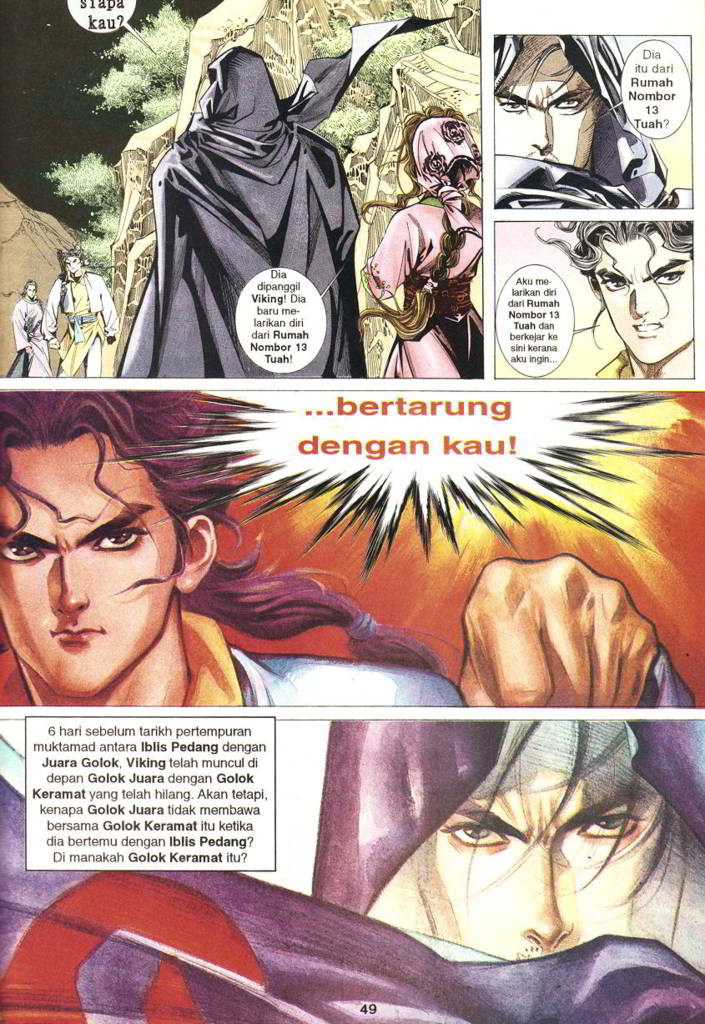 siapa
kau?
Dia
dipanggil
Viking! Dia
baru me-
larikan diri
dari Rumah
Nombor 13
Tuah!
Dia
itu dari
Rumah
Nombor
13
Tuah?
Aku me-
larikan diri
dari Rumah
Nombor 13
Tuah dan
berkejar ke
sini kerana
aku ingin...
...bertarung
dengan kau!
6 hari sebelum tarikh pertempuran
muktamad antara Iblis Pedang dengan
Juara Golok, Viking telah muncul di
depan Golok Juara dengan Golok
Keramat yang telah hilang. Akan tetapi,
kenapa Golok Juara tidak membawa
bersama Golok Keramat itu ketika
dia bertemu dengan Iblis Pedang?
Di manakah Golok Keramat itu?
49